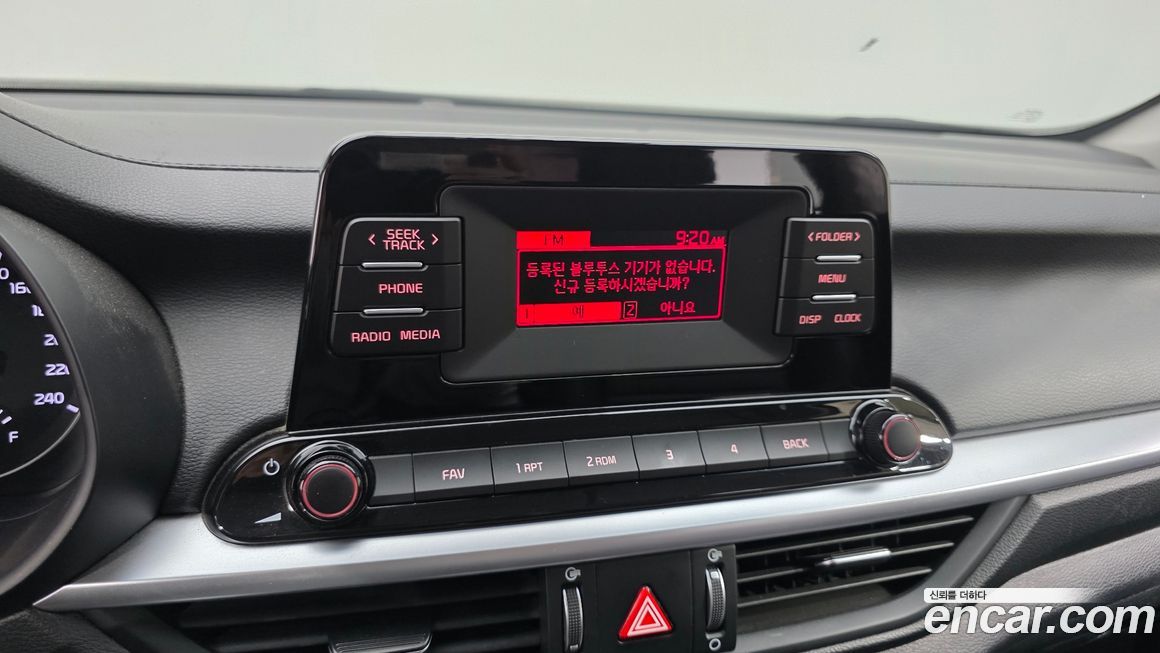 160
220
240
F
SEEK
TRACK
PHONE
RADIO MEDIA
9:20 AM
등록된 블루투스 기기가 없습니다.
신규 등록하시겠습니까?
1 예 2 아니요
FOLDER
MENU
DISP CLOCK
FAV
1 RPT
2 RDM
3
4
BACK
신뢰를 더하다
encar.com